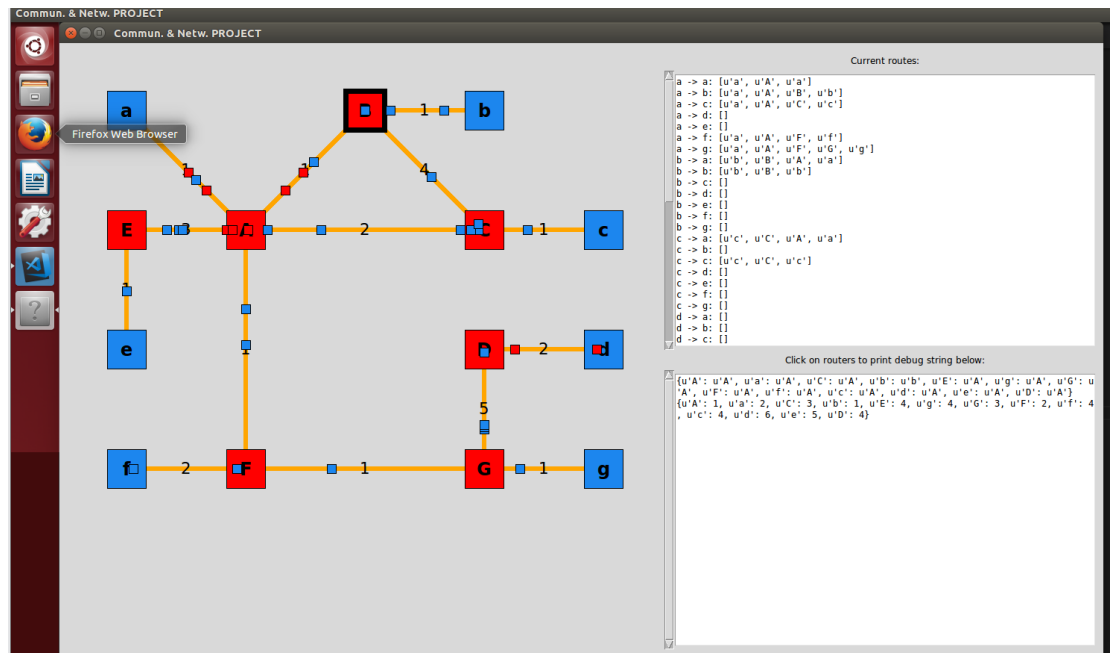 Commun. & Netw. PROJECT
Commun. & Netw. PROJECT
Current routes:
a 1 b
Firefox Web Browser
4
E 3 A 2 C 1 c
e D 2 d
5
f 2 F 1 G 1 g
a -> a: [u'a', u'A', u'a']
a -> b: [u'a', u'A', u'B', u'b']
a -> c: [u'a', u'A', u'C', u'c']
a -> d: []
a -> e: []
a -> f: [u'a', u'A', u'F', u'f']
a -> g: [u'a', u'A', u'F', u'G', u'g']
b -> a: [u'b', u'B', u'A', u'a']
b -> b: [u'b', u'B', u'b']
b -> c: []
b -> d: []
b -> e: []
b -> f: []
b -> g: []
c -> a: [u'c', u'C', u'A', u'a']
c -> b: []
c -> c: [u'c', u'C', u'c']
c -> d: []
c -> e: []
c -> f: []
c -> g: []
d -> a: []
d -> b: []
d -> c: []
Click on routers to print debug string below:
{u'A': u'A', u'a': u'A', u'C': u'A', u'b': u'b', u'E': u'A', u'g': u'A', u'G': u
'A', u'F': u'A', u'f': u'A', u'c': u'A', u'd': u'A', u'e': u'A', u'D': u'A'}
{u'A': 1, u'a': 2, u'C': 3, u'b': 1, u'E': 4, u'g': 4, u'G': 3, u'F': 2, u'f': 4
, u'c': 4, u'd': 6, u'e': 5, u'D': 4}